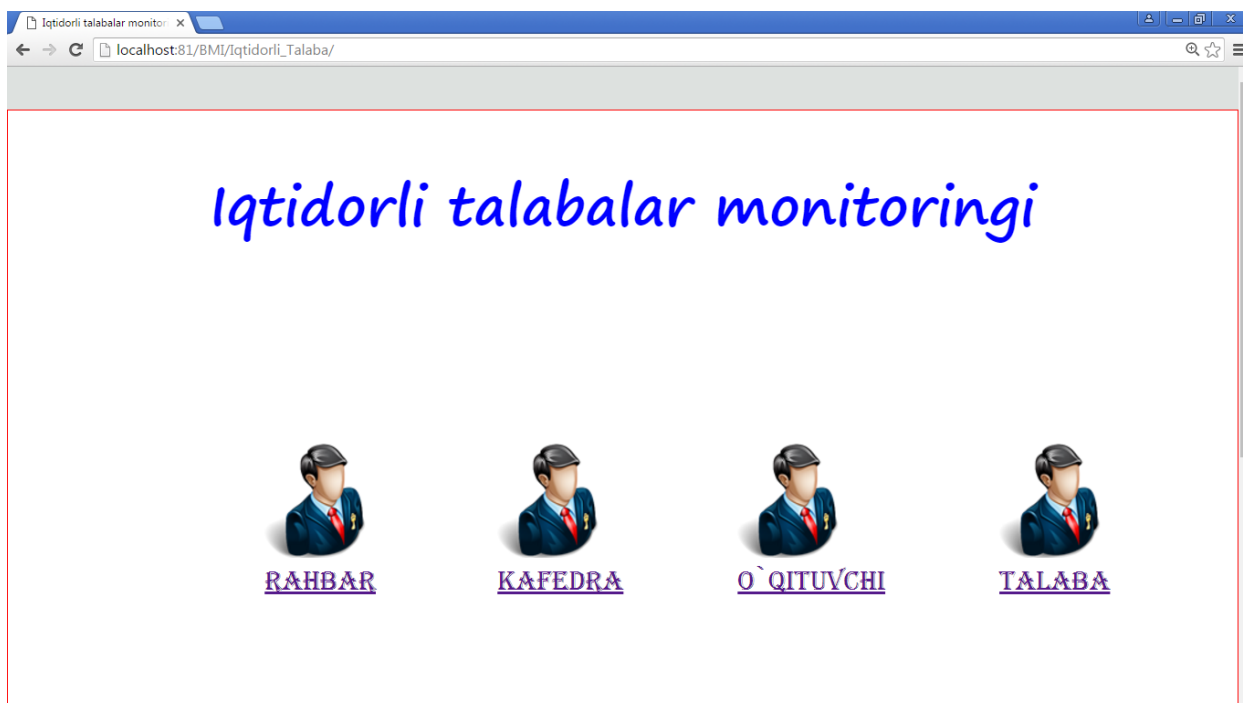 Iqtidorli talabalar monitor
localhost:81/BMI/Iqtidorli_Talaba/
Iqtidorli talabalar monitoringi
RAHBAR KAFEDRA O`QITUVCHI TALABA